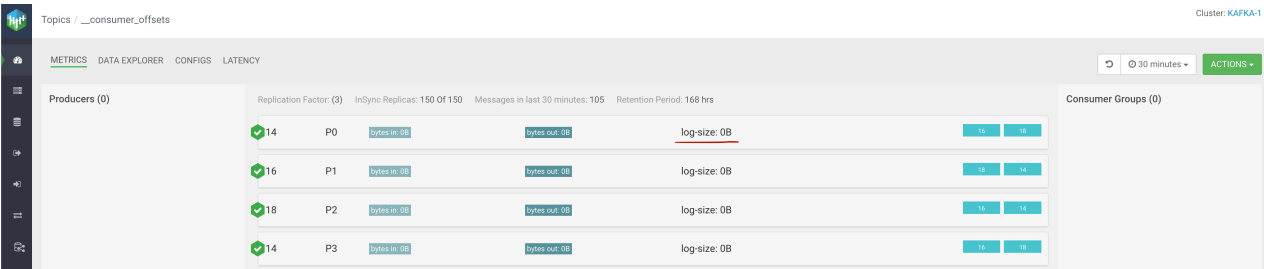 Topics / __consumer_offsets
Cluster: KAFKA-1
METRICS DATA EXPLORER CONFIGS LATENCY
30 minutes
ACTIONS
Producers (0)
Replication Factor: (3) InSync Replicas: 150 Of 150 Messages in last 30 minutes: 105 Retention Period: 168 hrs
Consumer Groups (0)
14 P0 bytes in: 0B bytes out: 0B log-size: 0B 16 18
16 P1 bytes in: 0B bytes out: 0B log-size: 0B 18 14
18 P2 bytes in: 0B bytes out: 0B log-size: 0B 16 14
14 P3 bytes in: 0B bytes out: 0B log-size: 0B 16 18